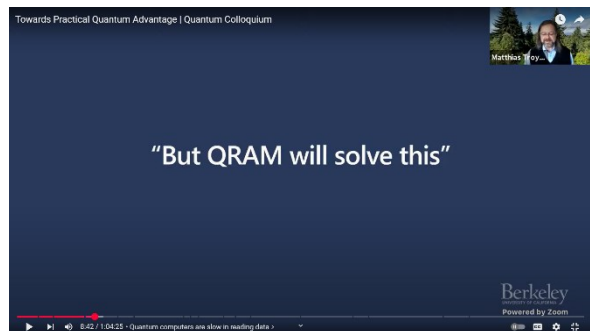 Towards Practical Quantum Advantage | Quantum Colloquium
Matthias Troy...
“But QRAM will solve this”
Berkeley
UNIVERSITY OF CALIFORNIA
Powered by Zoom
8:42 / 1:04:25 • Quantum computers are slow in reading data >